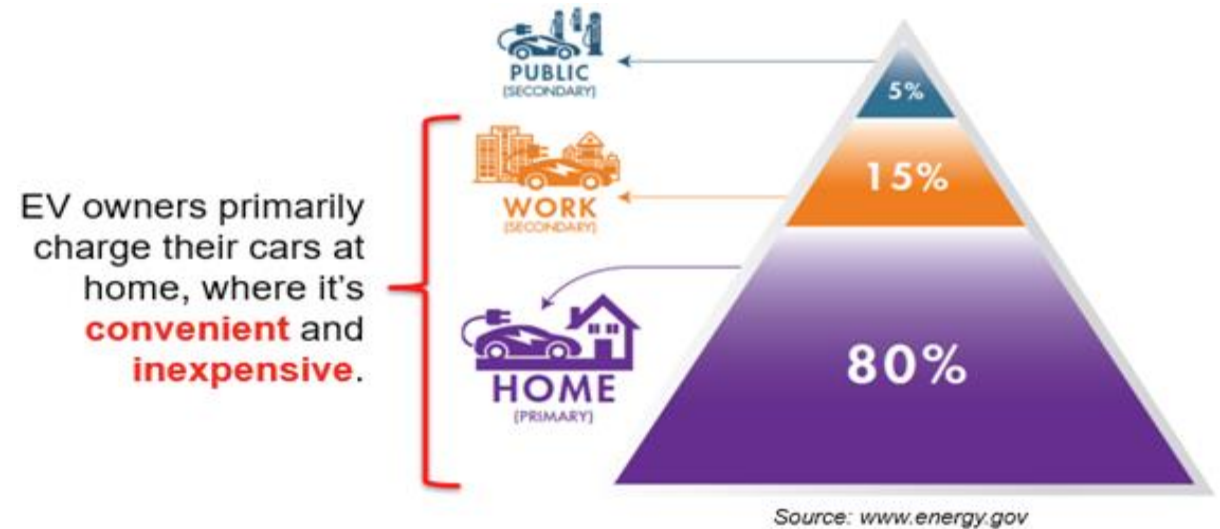 PUBLIC
(SECONDARY)
5%
WORK
(SECONDARY)
15%
EV owners primarily
charge their cars at
home, where it's
convenient and
inexpensive.
HOME
(PRIMARY)
80%
Source: www.energy.gov